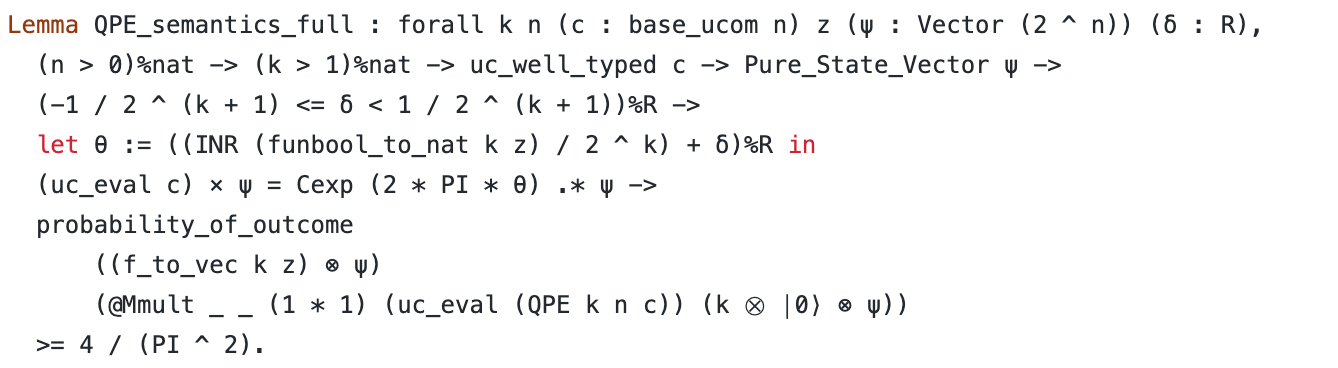 Lemma QPE_semantics_full : forall k n (c : base_ucom n) z (ψ : Vector (2 ^ n)) (δ : R),
  (n > 0)%nat -> (k > 1)%nat -> uc_well_typed c -> Pure_State_Vector ψ ->
  (-1 / 2 ^ (k + 1) <= δ < 1 / 2 ^ (k + 1))%R ->
  let θ := ((INR (funbool_to_nat k z) / 2 ^ k) + δ)%R in
  (uc_eval c) × ψ = Cexp (2 * PI * θ) .* ψ ->
  probability_of_outcome
      ((f_to_vec k z) ⊗ ψ)
      (@Mmult _ _ (1 * 1) (uc_eval (QPE k n c)) (k ⨂ ∣0⟩ ⊗ ψ))
  >= 4 / (PI ^ 2).